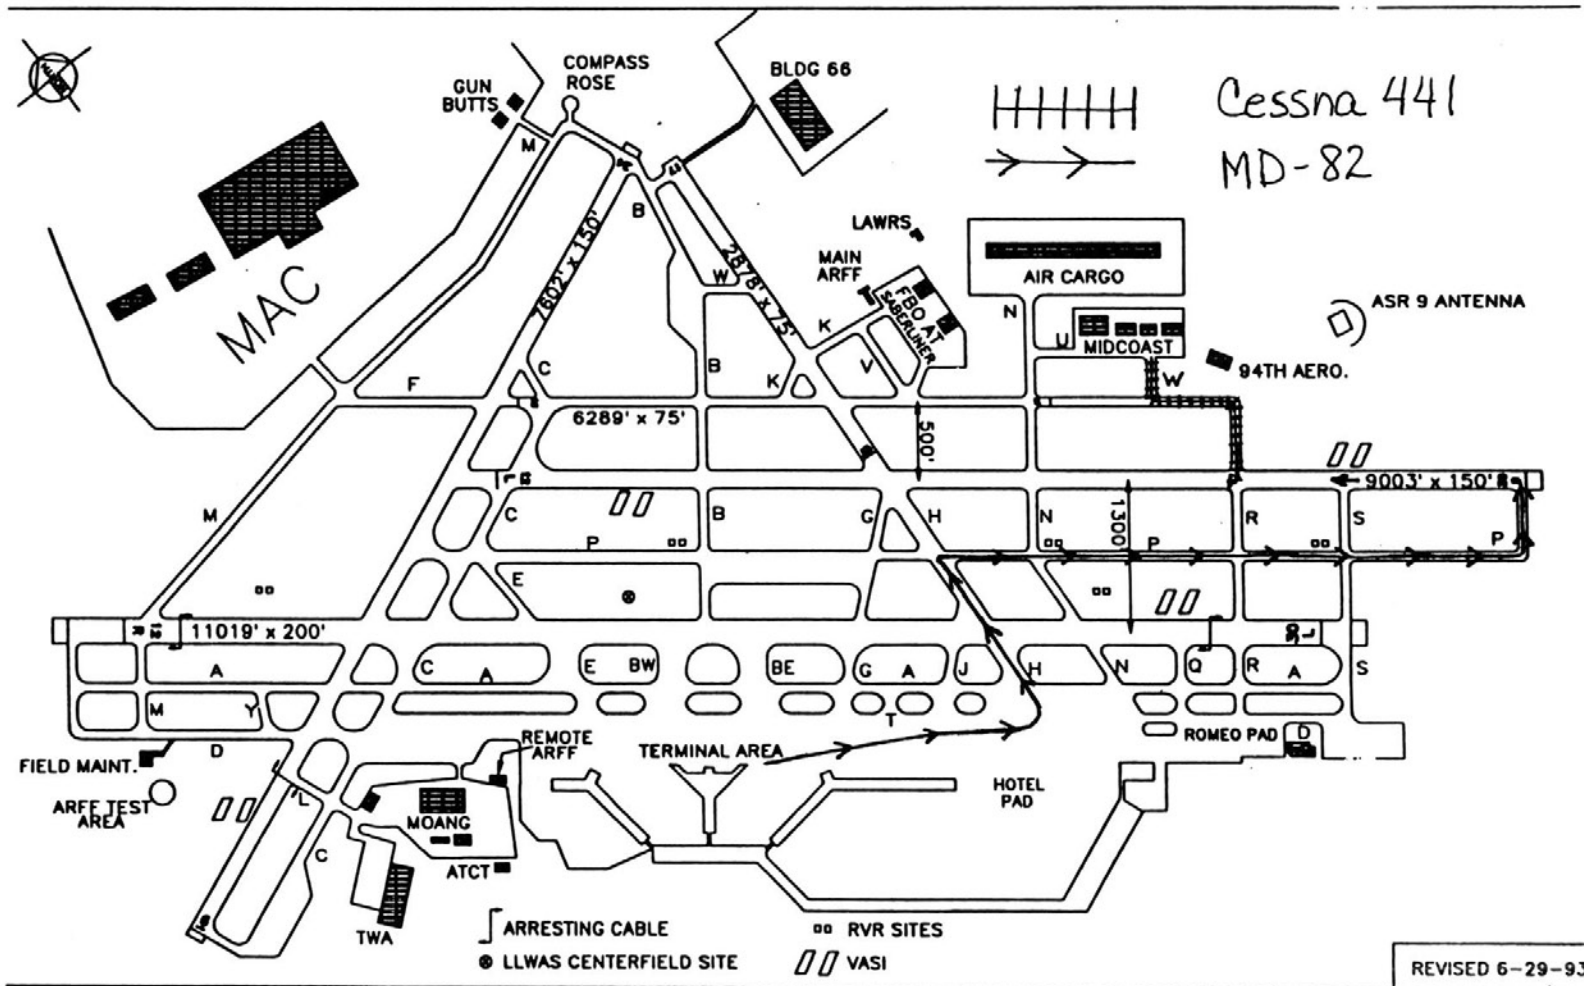 NORTH
COMPASS
ROSE
GUN
BUTTS
BLDG 66
Cessna 441
MD-82
M
B
LAWRS
MAIN
ARFF
FBO AT
SABERLINER
AIR CARGO
ASR 9 ANTENNA
MAC
7602' x 150'
2878' x 75'
W
K
N
U
MIDCOAST
94TH AERO.
F
C
B
K
V
W
6289' x 75'
500'
9003' x 150'
M
C
B
G
H
N
1300'
R
S
P
P
P
E
11019' x 200'
A
C
A
E
BW
BE
G
A
J
H
N
Q
R
A
S
M
Y
T
D
REMOTE
ARFF
TERMINAL AREA
ROMEO PAD
D
FIELD MAINT.
HOTEL
PAD
ARFF TEST
AREA
L
MOANG
C
ATCT
TWA
ARRESTING CABLE
RVR SITES
LLWAS CENTERFIELD SITE
VASI
REVISED 6-29-93